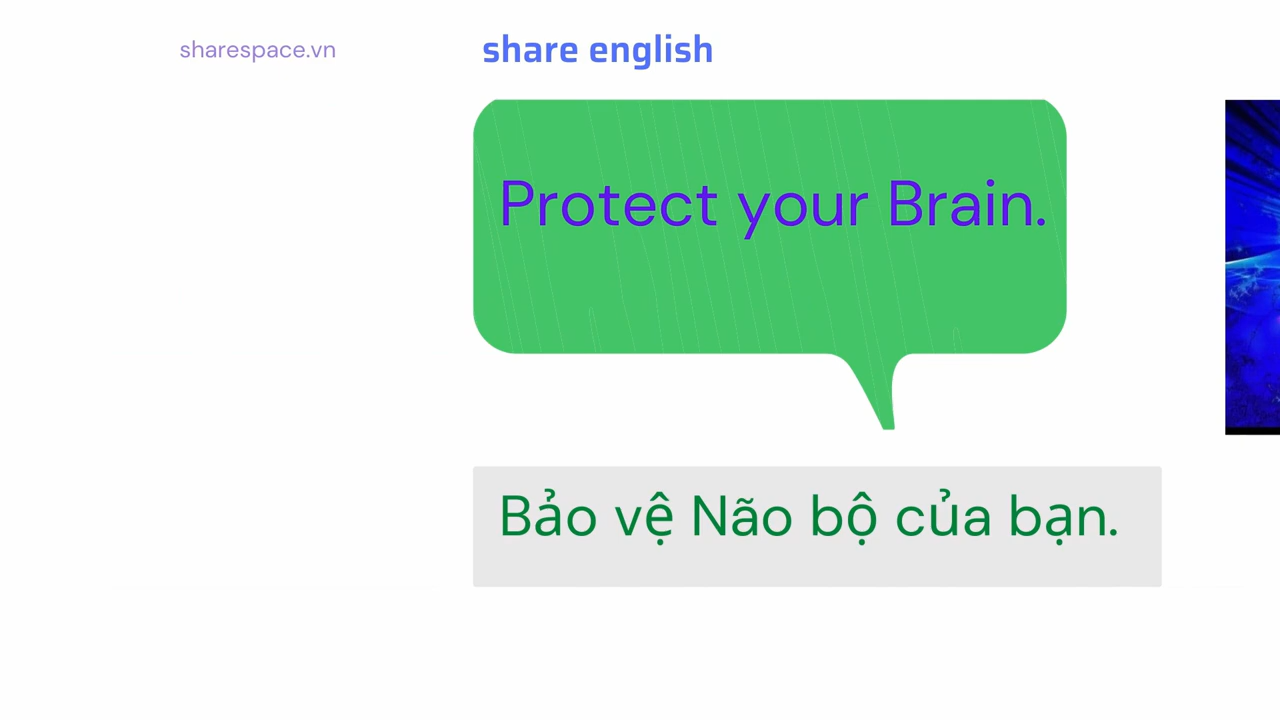 sharespace.vn
share english
Protect your Brain.
Bảo vệ Não bộ của bạn.